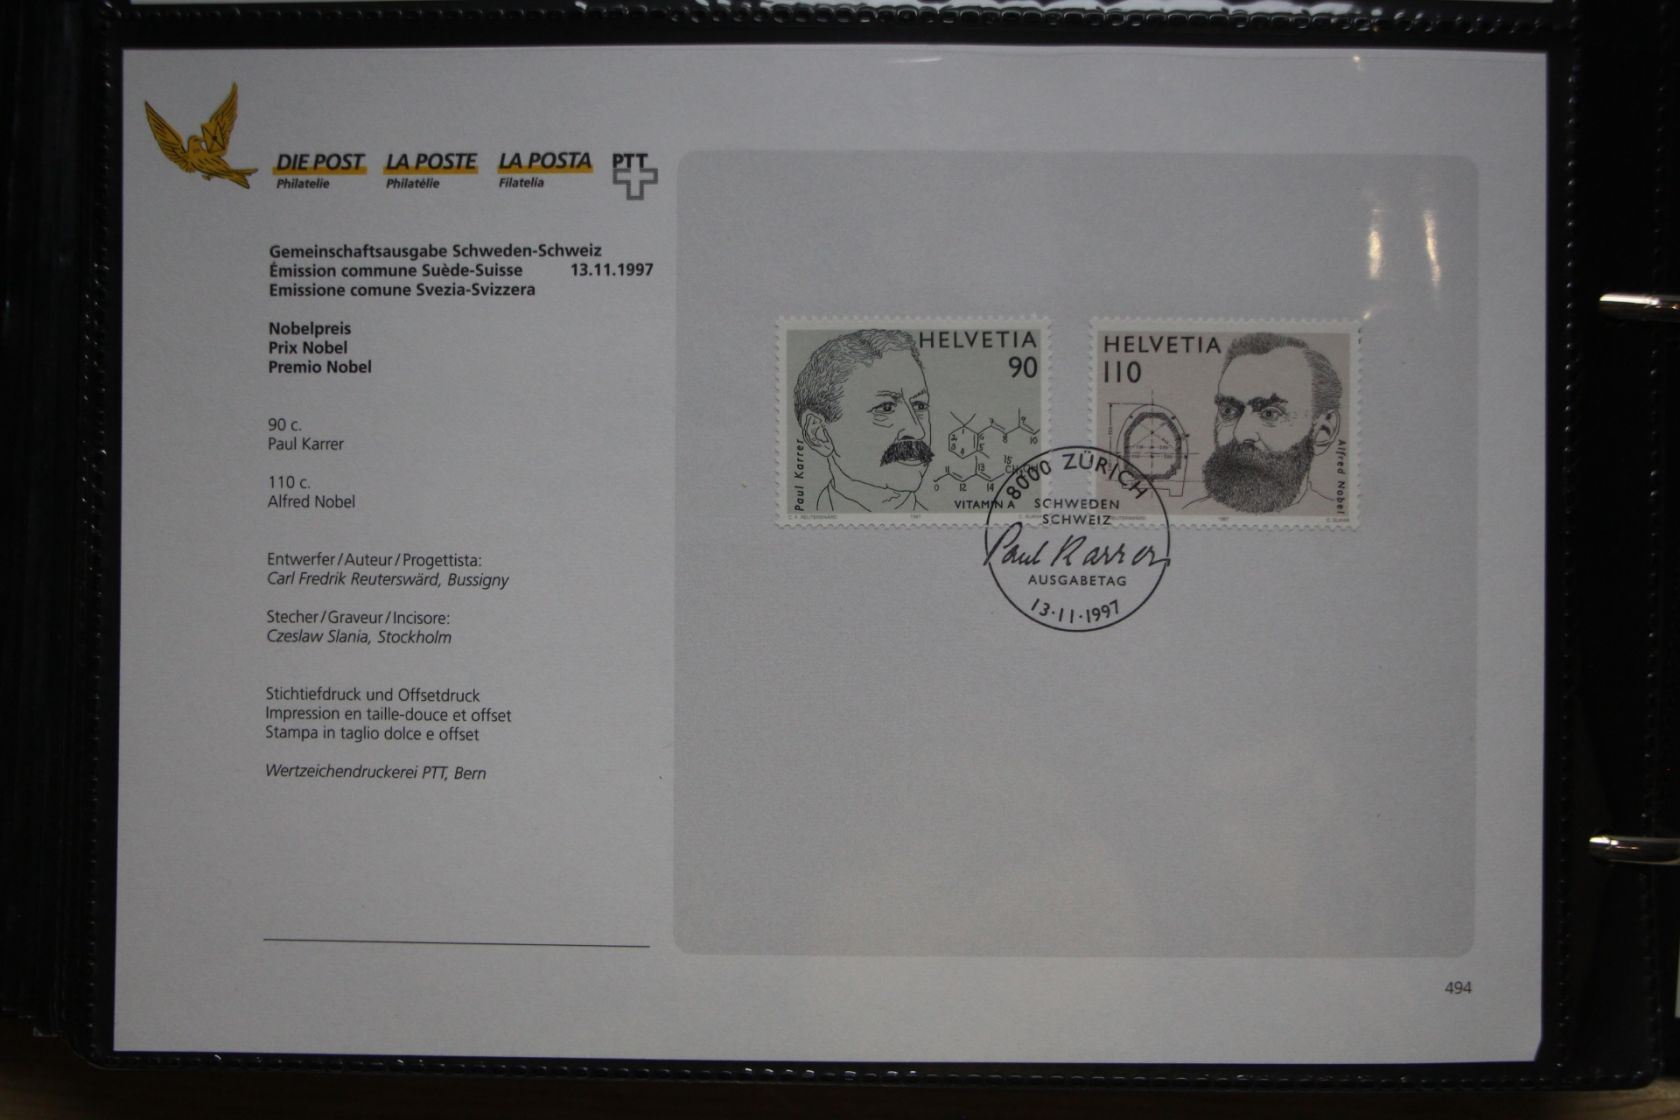 DIE POST LA POSTE LA POSTA PTT
Philatelie Philatélie Filatelia
Gemeinschaftsausgabe Schweden-Schweiz
Émission commune Suède-Suisse 13.11.1997
Emissione comune Svezia-Svizzera
Nobelpreis
Prix Nobel
Premio Nobel
90 c.
Paul Karrer
110 c.
Alfred Nobel
Entwerfer/Auteur/Progettista:
Carl Fredrik Reuterswärd, Bussigny
Stecher/Graveur/Incisore:
Czeslaw Slania, Stockholm
Stichtiefdruck und Offsetdruck
Impression en taille-douce et offset
Stampa in taglio dolce e offset
Wertzeichendruckerei PTT, Bern
HELVETIA
90
Paul Karrer
VITAMIN A
HELVETIA
110
Alfred Nobel
8000 ZÜRICH
SCHWEDEN
SCHWEIZ
Paul Karrer
AUSGABETAG
13·11·1997
494